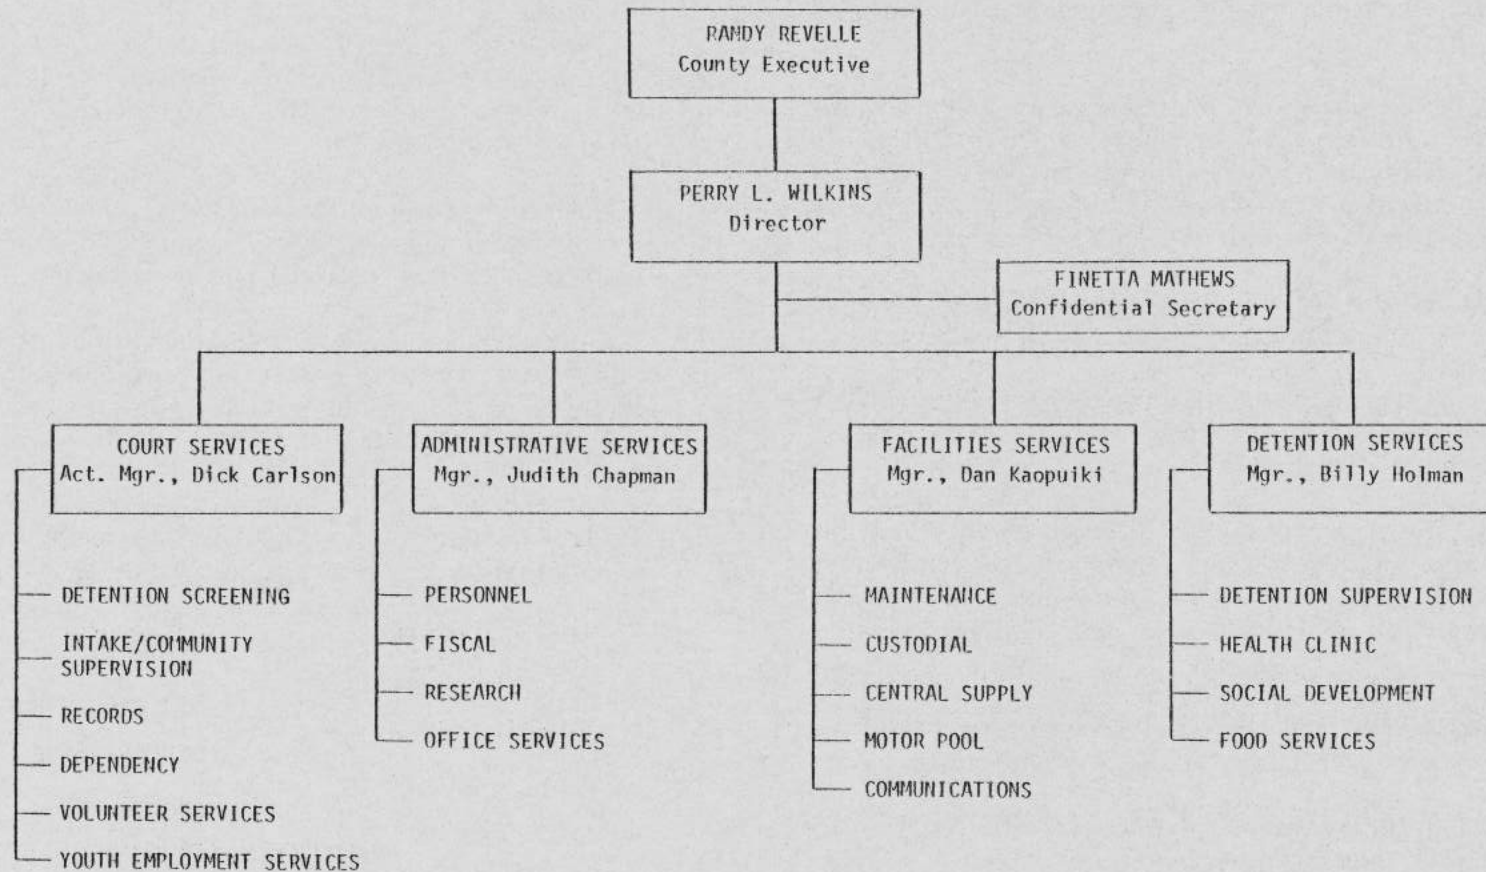 RANDY REVELLE
County Executive
PERRY L. WILKINS
Director
FINETTA MATHEWS
Confidential Secretary
COURT SERVICES
Act. Mgr., Dick Carlson
DETENTION SCREENING
INTAKE/COMMUNITY
SUPERVISION
RECORDS
DEPENDENCY
VOLUNTEER SERVICES
YOUTH EMPLOYMENT SERVICES
ADMINISTRATIVE SERVICES
Mgr., Judith Chapman
PERSONNEL
FISCAL
RESEARCH
OFFICE SERVICES
FACILITIES SERVICES
Mgr., Dan Kaopuiki
MAINTENANCE
CUSTODIAL
CENTRAL SUPPLY
MOTOR POOL
COMMUNICATIONS
DETENTION SERVICES
Mgr., Billy Holman
DETENTION SUPERVISION
HEALTH CLINIC
SOCIAL DEVELOPMENT
FOOD SERVICES